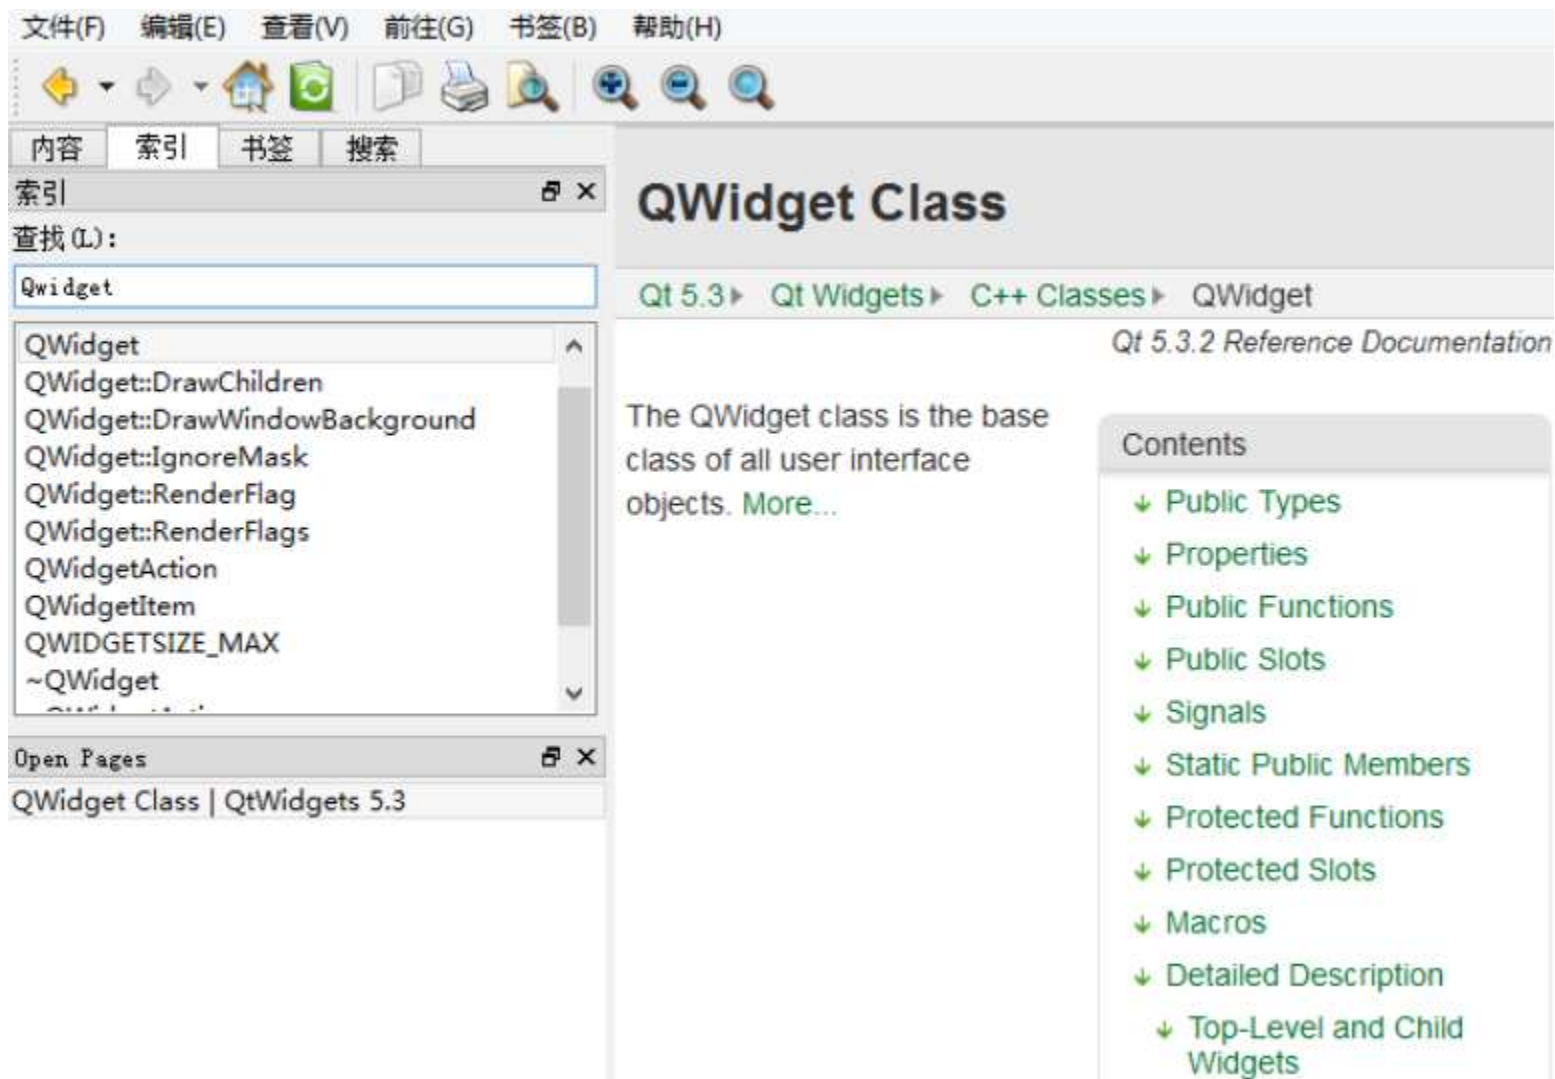 文件(F) 编辑(E) 查看(V) 前往(G) 书签(B) 帮助(H)
内容 索引 书签 搜索
索引
查找(L):
Qwidget
QWidget
QWidget::DrawChildren
QWidget::DrawWindowBackground
QWidget::IgnoreMask
QWidget::RenderFlag
QWidget::RenderFlags
QWidgetAction
QWidgetItem
QWIDGETSIZE_MAX
~QWidget
Open Pages
QWidget Class | QtWidgets 5.3
QWidget Class
Qt 5.3 Qt Widgets C++ Classes QWidget
Qt 5.3.2 Reference Documentation
The QWidget class is the base
class of all user interface
objects. More...
Contents
Public Types
Properties
Public Functions
Public Slots
Signals
Static Public Members
Protected Functions
Protected Slots
Macros
Detailed Description
Top-Level and Child
Widgets